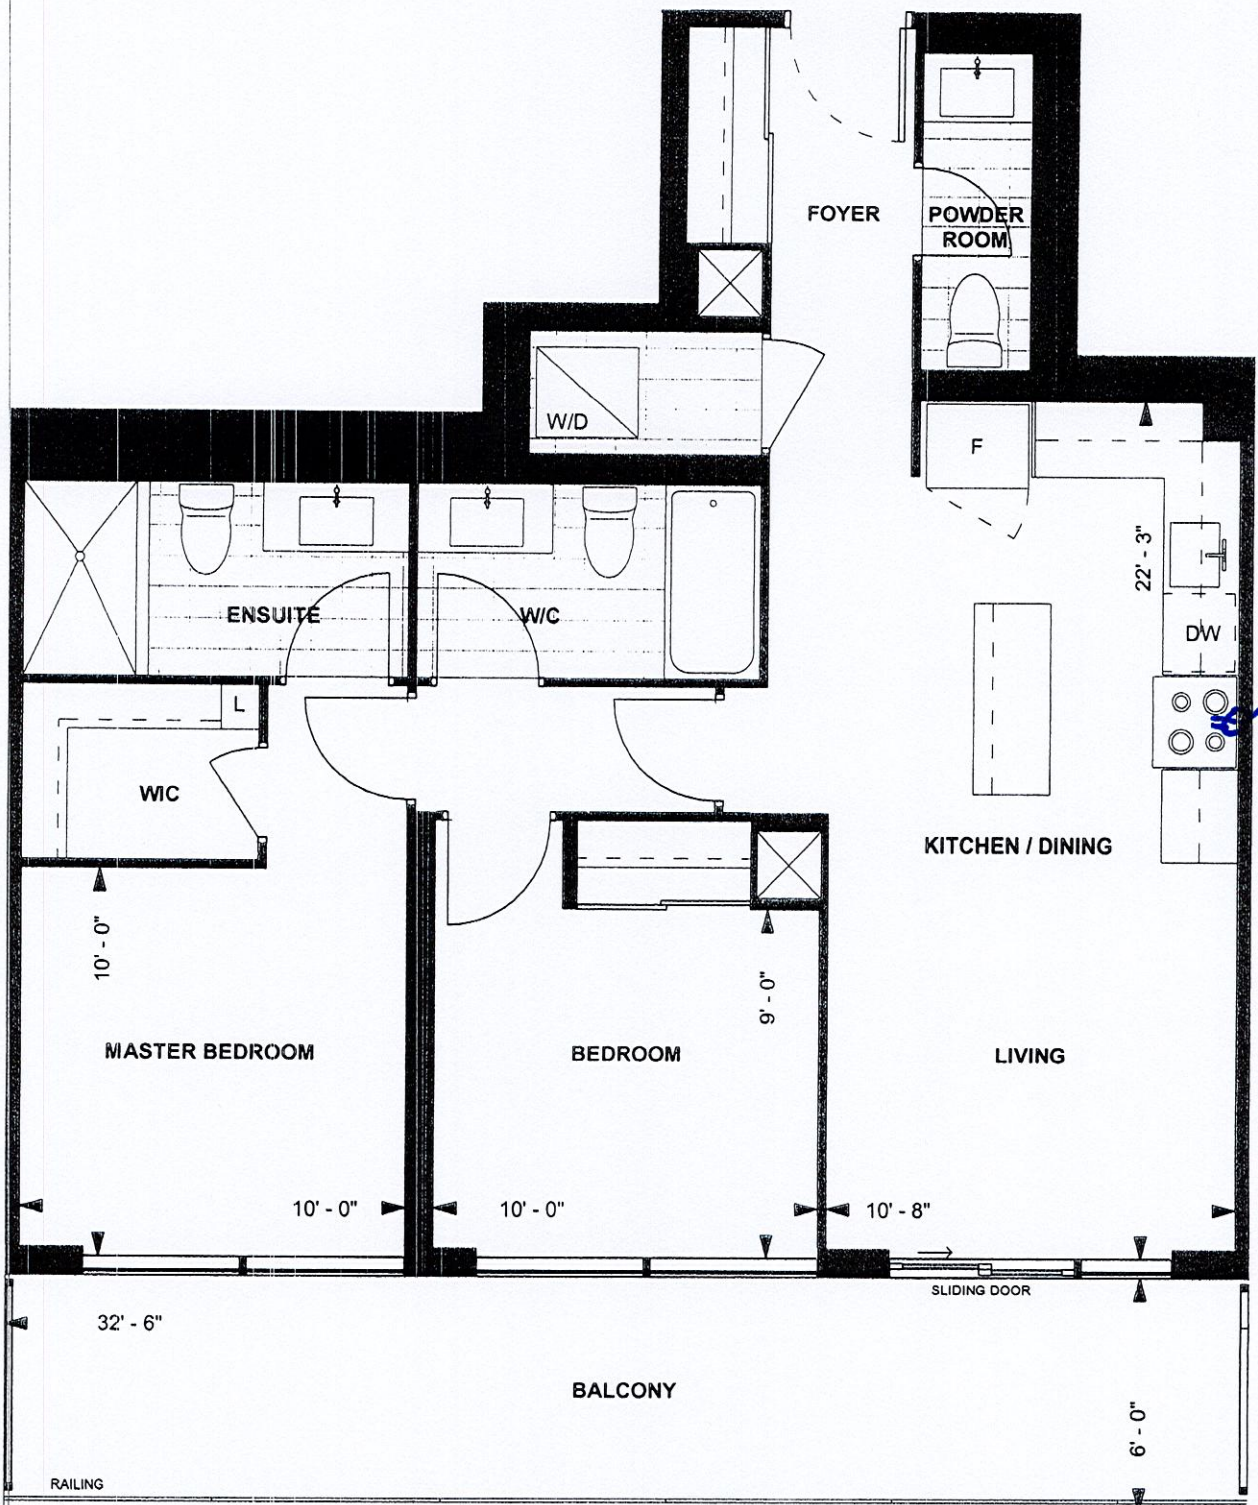 FOYER
POWDER
ROOM
W/D
F
22' - 3"
ENSUITE
W/C
DW
L
WIC
KITCHEN / DINING
10' - 0"
9' - 0"
MASTER BEDROOM
BEDROOM
LIVING
10' - 0"
10' - 0"
10' - 8"
SLIDING DOOR
32' - 6"
BALCONY
6' - 0"
RAILING